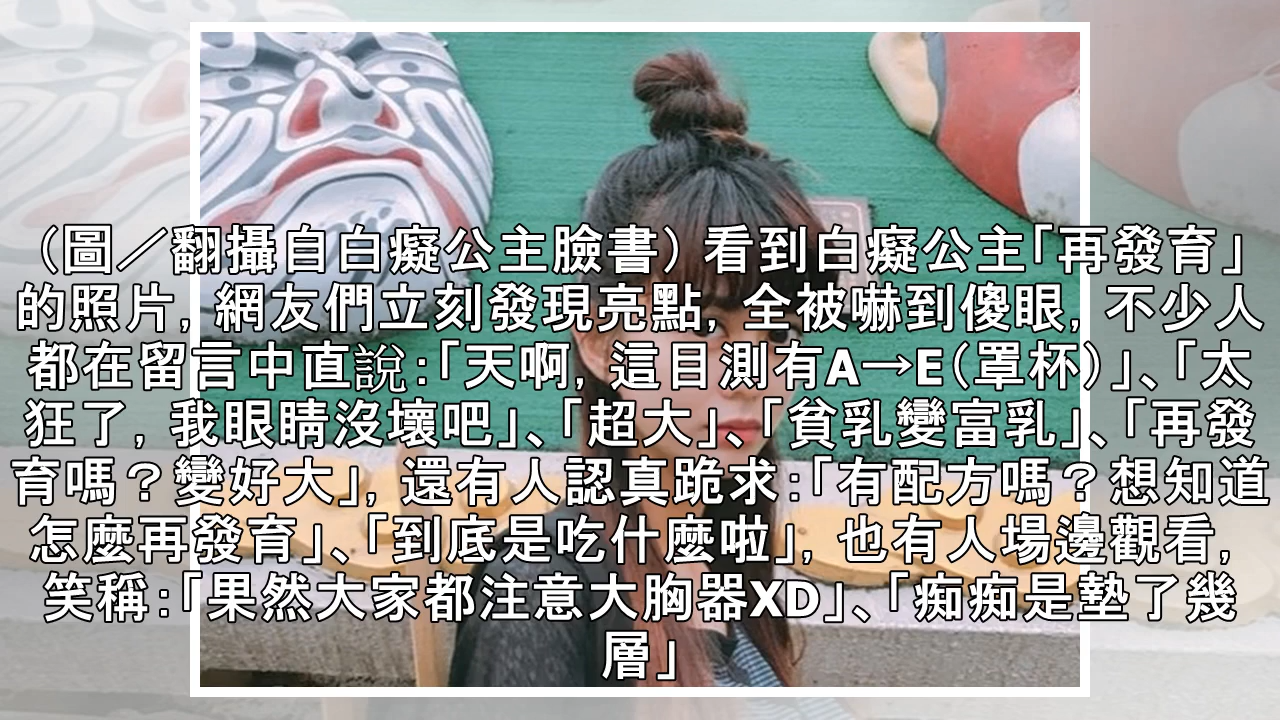 (圖／翻攝自白癡公主臉書) 看到白癡公主「再發育」
的照片, 網友們立刻發現亮點, 全被嚇到傻眼, 不少人
都在留言中直說:「天啊, 這目測有A→E(罩杯)」、「太
狂了, 我眼睛沒壞吧」、「超大」、「貧乳變富乳」、「再發
育嗎？變好大」, 還有人認真跪求:「有配方嗎？想知道
怎麼再發育」、「到底是吃什麼啦」, 也有人場邊觀看,
笑稱:「果然大家都注意大胸器XD」、「痴痴是墊了幾
層」